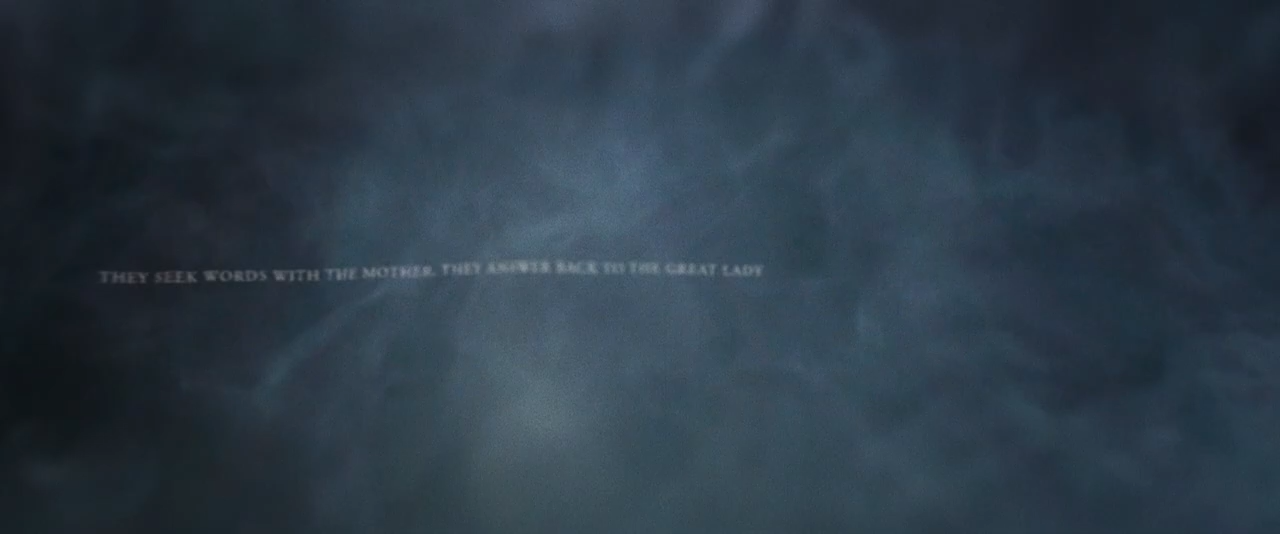 THEY SEEK WORDS WITH THE MOTHER. THEY ANSWER BACK TO THE GREAT LADY